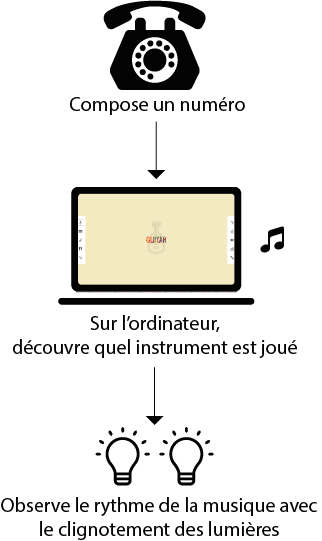 Compose un numéro
GUITAR
Sur l'ordinateur,
découvre quel instrument est joué
Observe le rythme de la musique avec
le clignotement des lumières